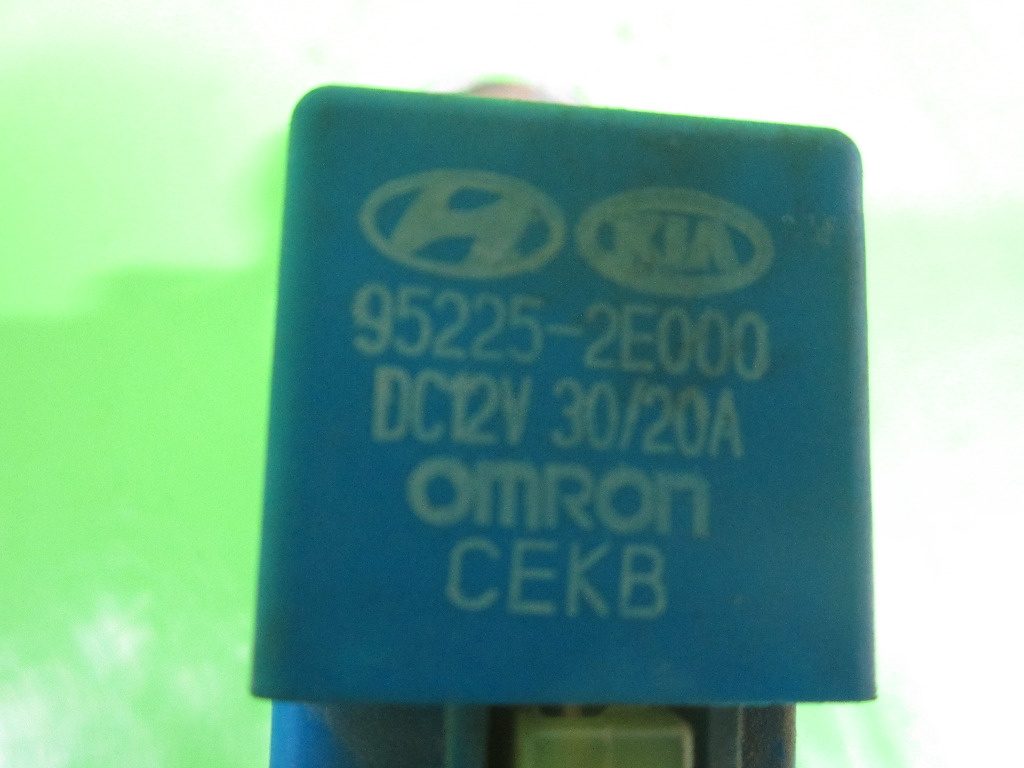 KIA
95225-2E000
DC12V 30/20A
omron
CEKB